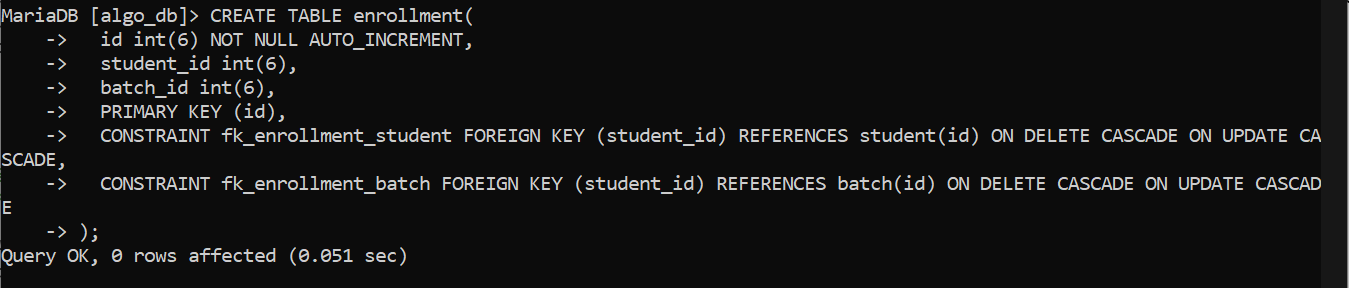 MariaDB [algo_db]> CREATE TABLE enrollment(
    ->   id int(6) NOT NULL AUTO_INCREMENT,
    ->   student_id int(6),
    ->   batch_id int(6),
    ->   PRIMARY KEY (id),
    ->   CONSTRAINT fk_enrollment_student FOREIGN KEY (student_id) REFERENCES student(id) ON DELETE CASCADE ON UPDATE CA
SCADE,
    ->   CONSTRAINT fk_enrollment_batch FOREIGN KEY (student_id) REFERENCES batch(id) ON DELETE CASCADE ON UPDATE CASCAD
E
    -> );
Query OK, 0 rows affected (0.051 sec)